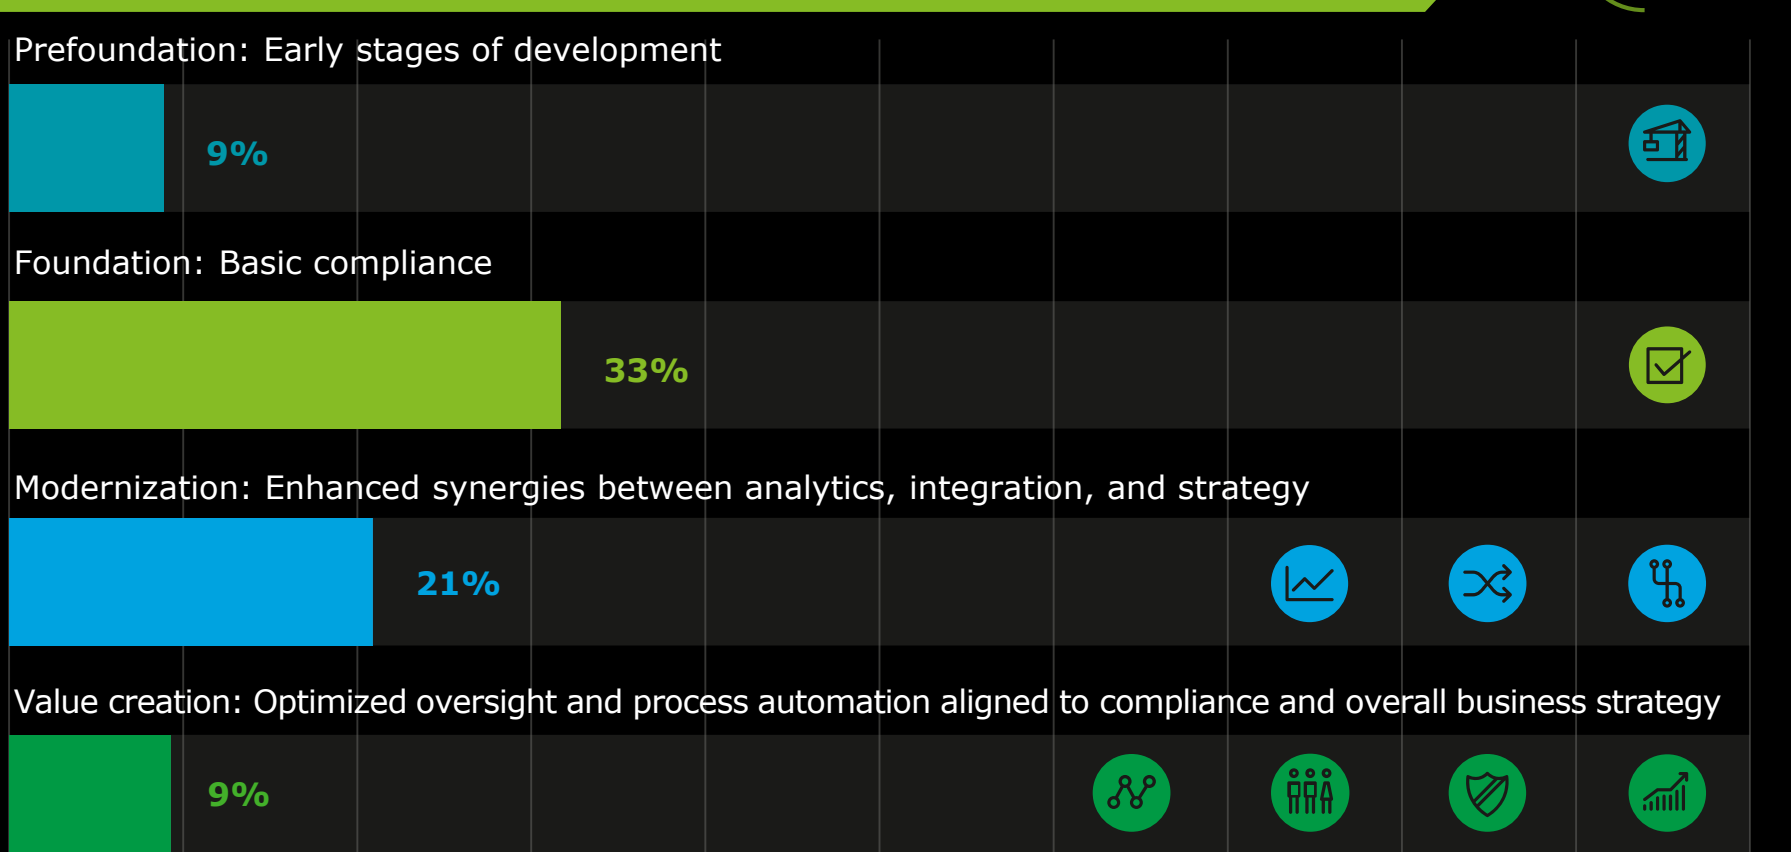 Prefoundation: Early stages of development
9%
Foundation: Basic compliance
33%
Modernization: Enhanced synergies between analytics, integration, and strategy
21%
Value creation: Optimized oversight and process automation aligned to compliance and overall business strategy
9%